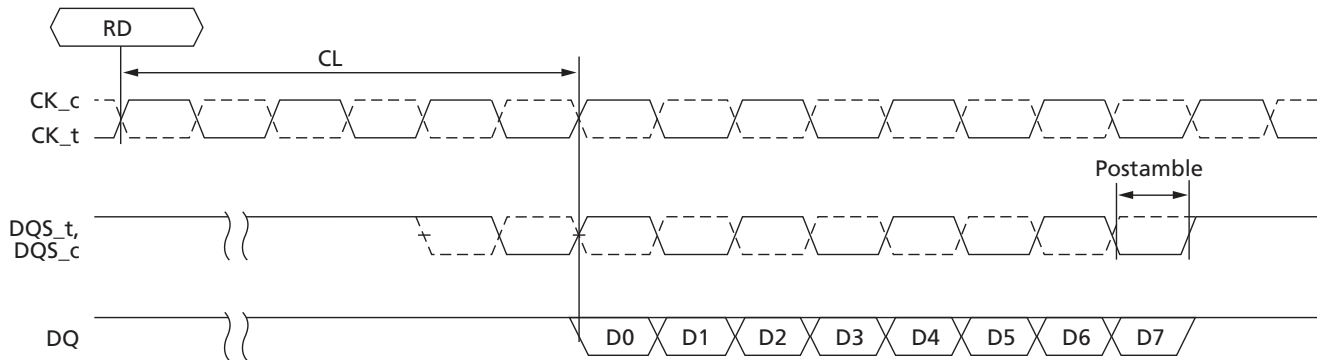 RD
CL
CK_c
CK_t
Postamble
DQS_t,
DQS_c
DQ D0 D1 D2 D3 D4 D5 D6 D7